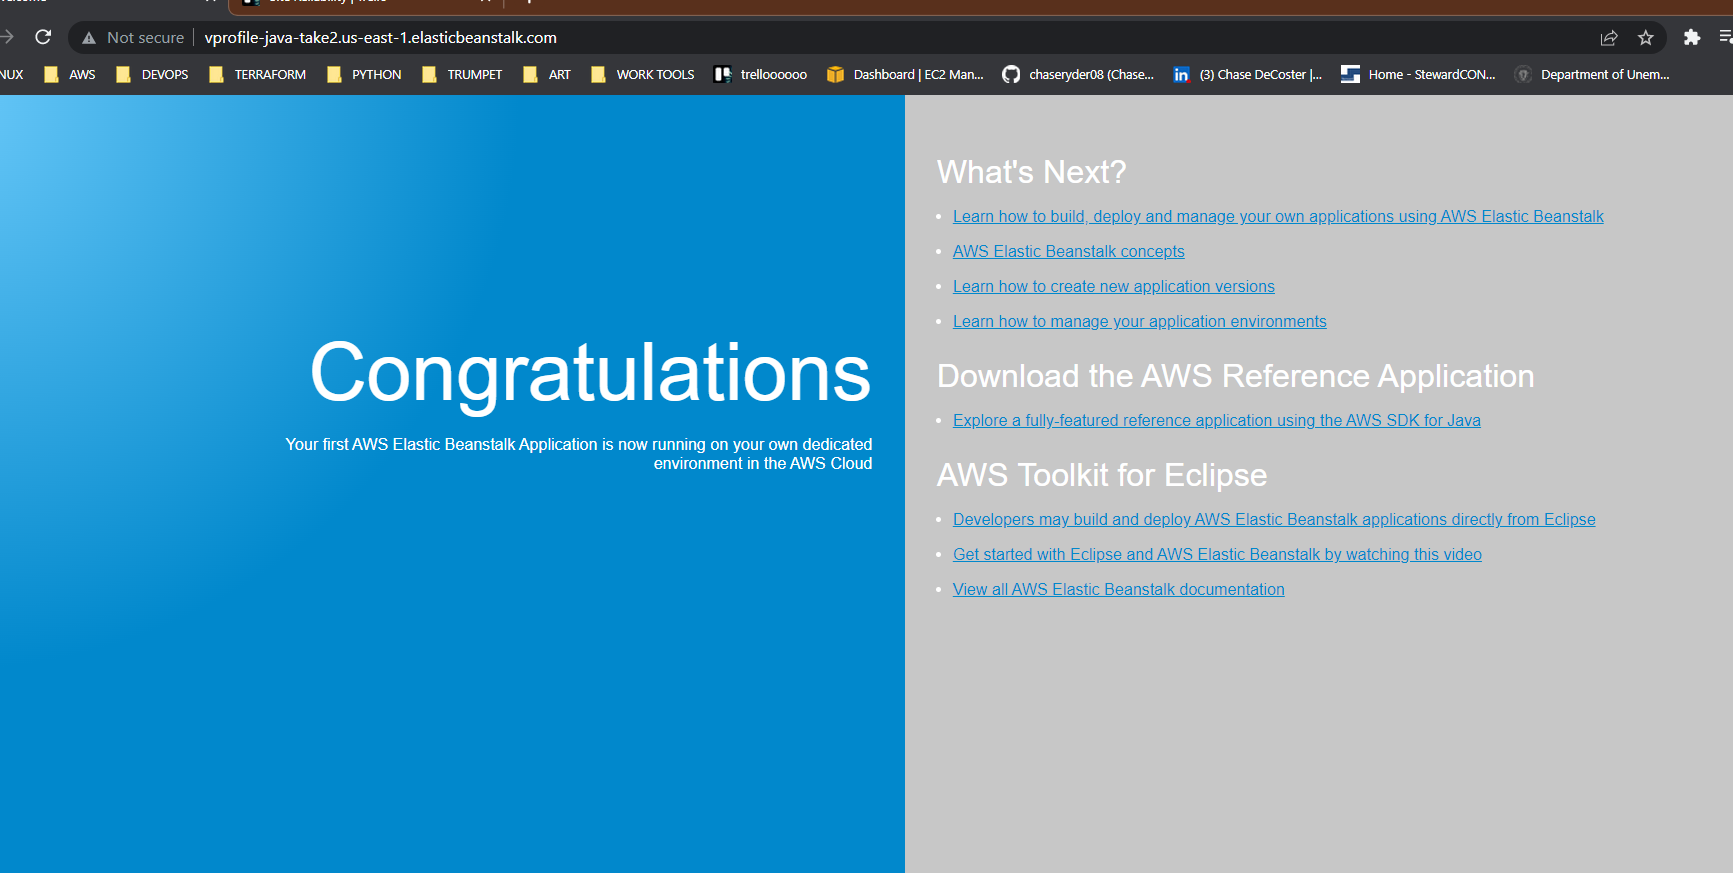 Not secure vprofile-java-take2.us-east-1.elasticbeanstalk.com
NUX AWS DEVOPS TERRAFORM PYTHON TRUMPET ART WORK TOOLS trelloooooo Dashboard | EC2 Man... chaseryder08 (Chase... (3) Chase DeCoster |... Home - StewardCON... Department of Unem...
Congratulations
Your first AWS Elastic Beanstalk Application is now running on your own dedicated
environment in the AWS Cloud
What's Next?
Learn how to build, deploy and manage your own applications using AWS Elastic Beanstalk
AWS Elastic Beanstalk concepts
Learn how to create new application versions
Learn how to manage your application environments
Download the AWS Reference Application
Explore a fully-featured reference application using the AWS SDK for Java
AWS Toolkit for Eclipse
Developers may build and deploy AWS Elastic Beanstalk applications directly from Eclipse
Get started with Eclipse and AWS Elastic Beanstalk by watching this video
View all AWS Elastic Beanstalk documentation